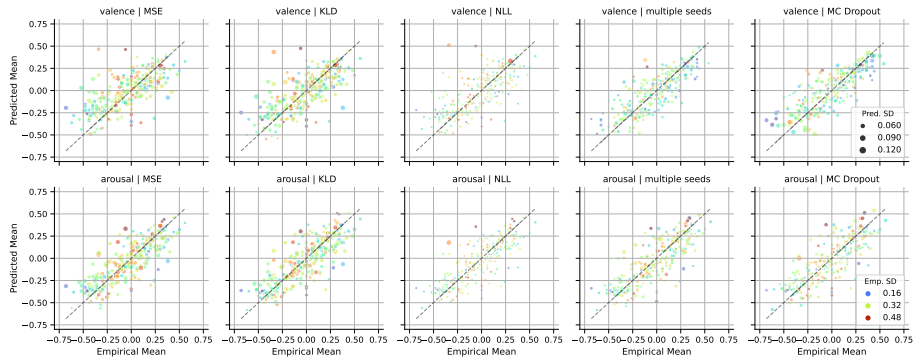 valence | MSE
valence | KLD
valence | NLL
valence | multiple seeds
valence | MC Dropout
0.75
0.50
0.25
0.00
−0.25
−0.50
−0.75
Predicted Mean
Pred. SD
0.060
0.090
0.120
arousal | MSE
arousal | KLD
arousal | NLL
arousal | multiple seeds
arousal | MC Dropout
0.75
0.50
0.25
0.00
−0.25
−0.50
−0.75
Predicted Mean
Emp. SD
0.16
0.32
0.48
−0.75 −0.50 −0.25 0.00 0.25 0.50 0.75
−0.75 −0.50 −0.25 0.00 0.25 0.50 0.75
−0.75 −0.50 −0.25 0.00 0.25 0.50 0.75
−0.75 −0.50 −0.25 0.00 0.25 0.50 0.75
−0.75 −0.50 −0.25 0.00 0.25 0.50 0.75
Empirical Mean
Empirical Mean
Empirical Mean
Empirical Mean
Empirical Mean